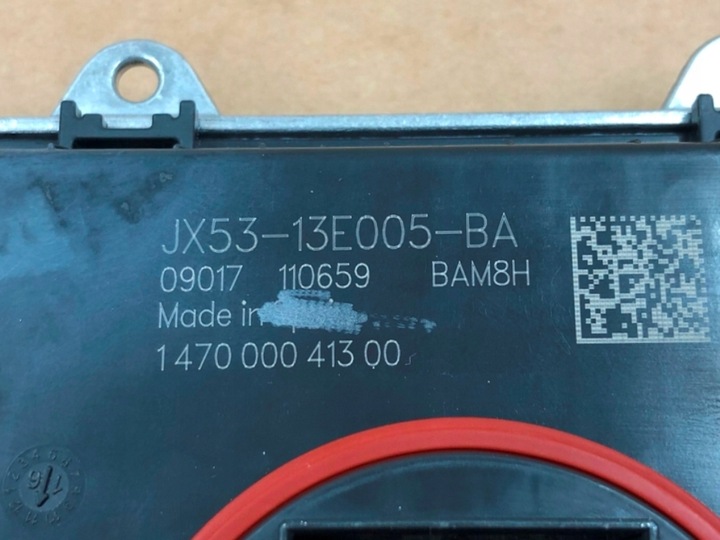 JX53-13E005-BA
09017 110659 BAM8H
Made in
1 470 000 413 00